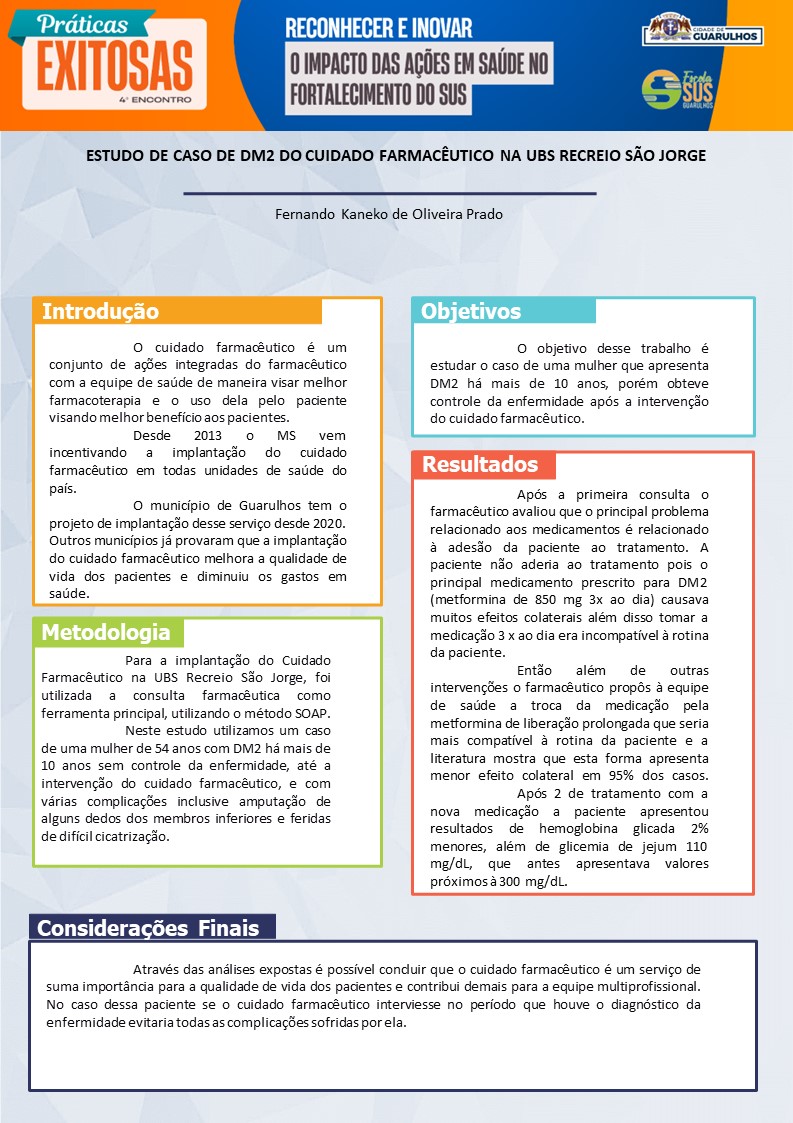 Práticas
EXITOSAS
4º ENCONTRO
RECONHECER E INOVAR
O IMPACTO DAS AÇÕES EM SAÚDE NO
FORTALECIMENTO DO SUS
CIDADE DE
GUARULHOS
Escola
SUS
GUARULHOS
ESTUDO DE CASO DE DM2 DO CUIDADO FARMACÊUTICO NA UBS RECREIO SÃO JORGE
Fernando Kaneko de Oliveira Prado
Introdução
O cuidado farmacêutico é um
conjunto de ações integradas do farmacêutico
com a equipe de saúde de maneira visar melhor
farmacoterapia e o uso dela pelo paciente
visando melhor benefício aos pacientes.
Desde 2013 o MS vem
incentivando a implantação do cuidado
farmacêutico em todas unidades de saúde do
país.
O município de Guarulhos tem o
projeto de implantação desse serviço desde 2020.
Outros municípios já provaram que a implantação
do cuidado farmacêutico melhora a qualidade de
vida dos pacientes e diminuiu os gastos em
saúde.
Metodologia
Para a implantação do Cuidado
Farmacêutico na UBS Recreio São Jorge, foi
utilizada a consulta farmacêutica como
ferramenta principal, utilizando o método SOAP.
Neste estudo utilizamos um caso
de uma mulher de 54 anos com DM2 há mais de
10 anos sem controle da enfermidade, até a
intervenção do cuidado farmacêutico, e com
várias complicações inclusive amputação de
alguns dedos dos membros inferiores e feridas
de difícil cicatrização.
Objetivos
O objetivo desse trabalho é
estudar o caso de uma mulher que apresenta
DM2 há mais de 10 anos, porém obteve
controle da enfermidade após a intervenção
do cuidado farmacêutico.
Resultados
Após a primeira consulta o
farmacêutico avaliou que o principal problema
relacionado aos medicamentos é relacionado
à adesão da paciente ao tratamento. A
paciente não aderia ao tratamento pois o
principal medicamento prescrito para DM2
(metformina de 850 mg 3x ao dia) causava
muitos efeitos colaterais além disso tomar a
medicação 3 x ao dia era incompatível à rotina
da paciente.
Então além de outras
intervenções o farmacêutico propôs à equipe
de saúde a troca da medicação pela
metformina de liberação prolongada que seria
mais compatível à rotina da paciente e a
literatura mostra que esta forma apresenta
menor efeito colateral em 95% dos casos.
Após 2 de tratamento com a
nova medicação a paciente apresentou
resultados de hemoglobina glicada 2%
menores, além de glicemia de jejum 110
mg/dL, que antes apresentava valores
próximos à 300 mg/dL.
Considerações Finais
Através das análises expostas é possível concluir que o cuidado farmacêutico é um serviço de
suma importância para a qualidade de vida dos pacientes e contribui demais para a equipe multiprofissional.
No caso dessa paciente se o cuidado farmacêutico interviesse no período que houve o diagnóstico da
enfermidade evitaria todas as complicações sofridas por ela.